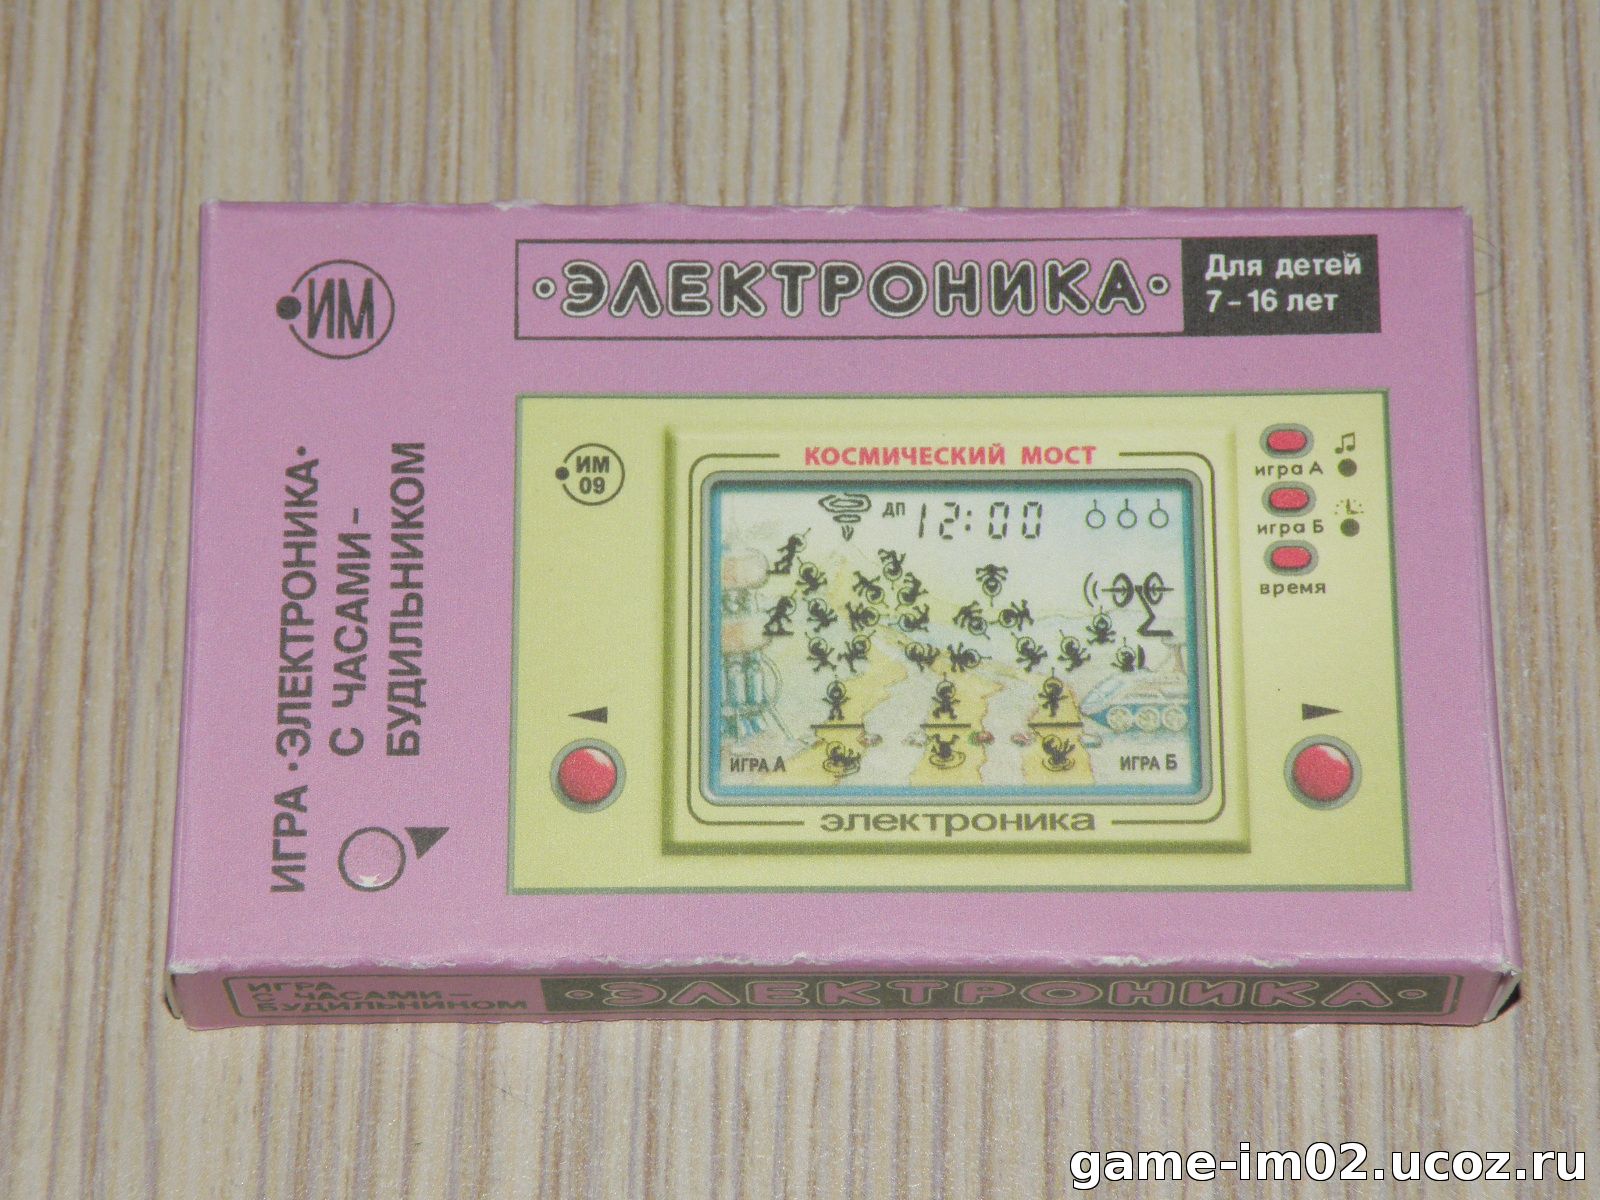 ИМ
·ЭЛЕКТРОНИКА·
Для детей
7-16 лет
ИГРА ·ЭЛЕКТРОНИКА·
С ЧАСАМИ-
БУДИЛЬНИКОМ
ИМ
09
КОСМИЧЕСКИЙ МОСТ
ДП 12:00
ИГРА А
ИГРА Б
электроника
игра А
игра Б
время
ИГРА
С ЧАСАМИ-
БУДИЛЬНИКОМ
·ЭЛЕКТРОНИКА·
game-im02.ucoz.ru